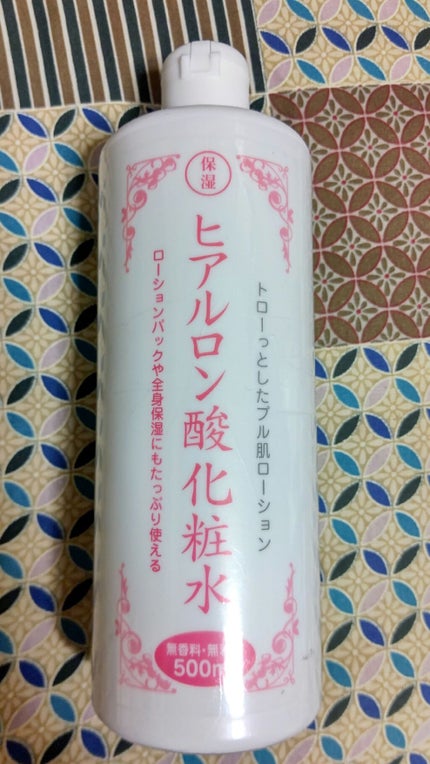 保湿
トローっとしたプル肌ローション
ヒアルロン酸化粧水
ローションパックや全身保湿にもたっぷり使える
無香料・無
500m